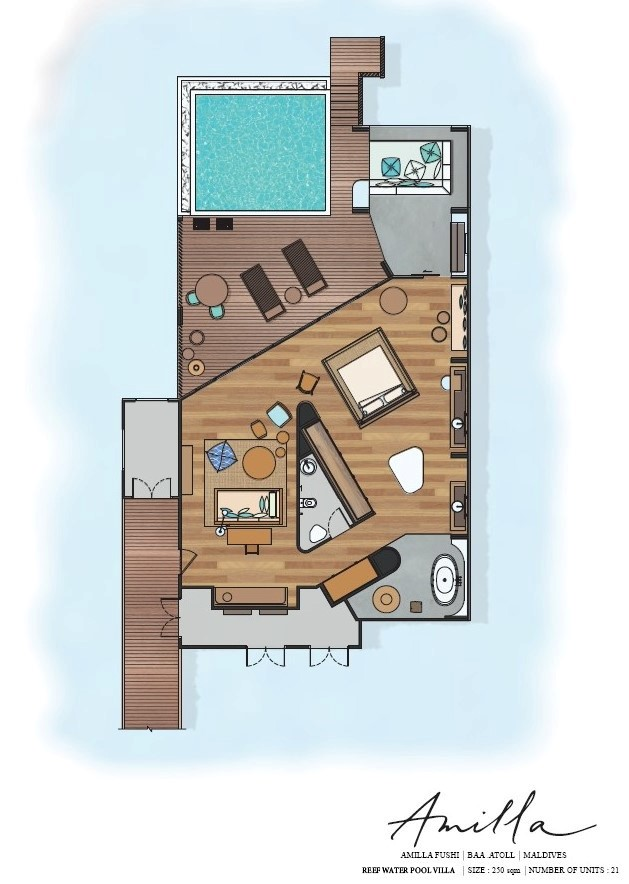 Amilla
AMILLA FUSHI | BAA ATOLL | MALDIVES
REEF WATER POOL VILLA | SIZE : 250 sqm | NUMBER OF UNITS : 21